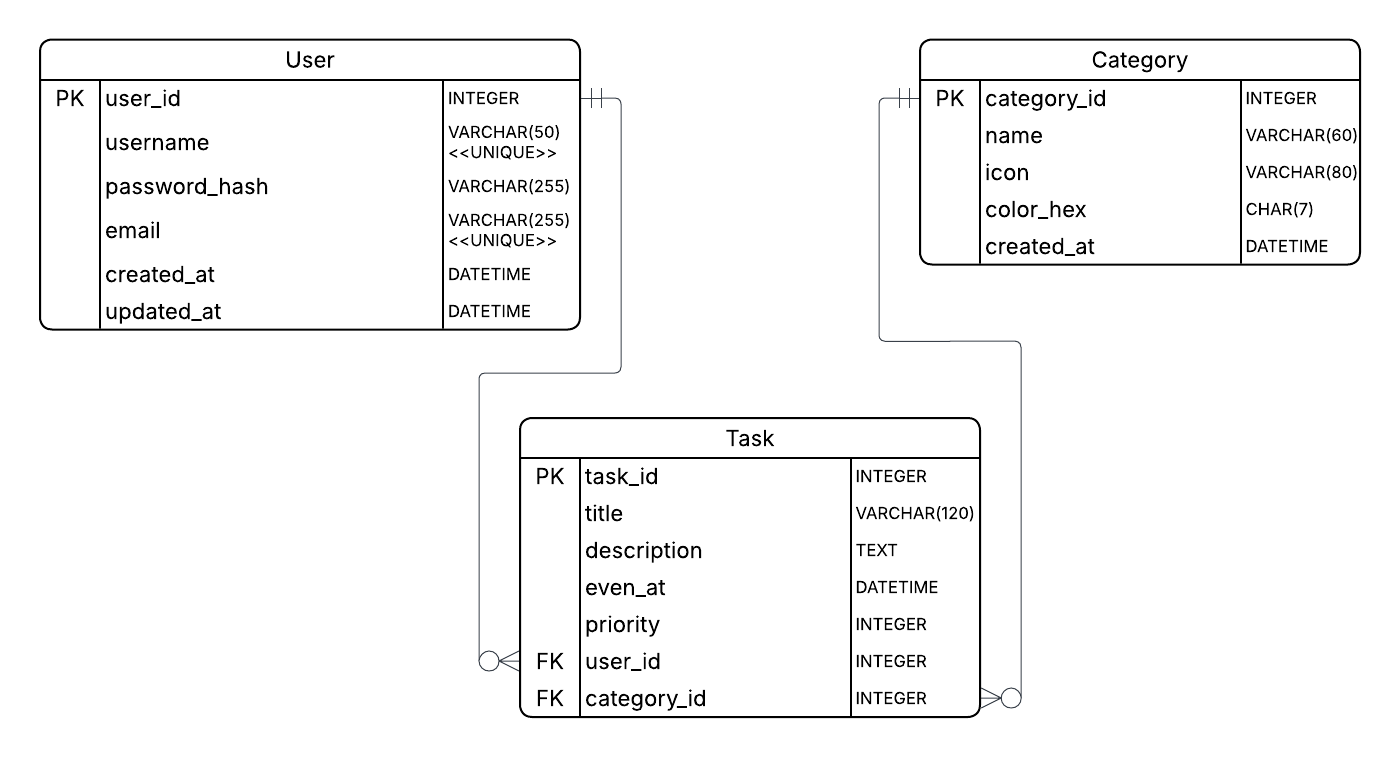 User
PK user_id INTEGER
username VARCHAR(50)
<<UNIQUE>>
password_hash VARCHAR(255)
email VARCHAR(255)
<<UNIQUE>>
created_at DATETIME
updated_at DATETIME
Category
PK category_id INTEGER
name VARCHAR(60)
icon VARCHAR(80)
color_hex CHAR(7)
created_at DATETIME
Task
PK task_id INTEGER
title VARCHAR(120)
description TEXT
even_at DATETIME
priority INTEGER
FK user_id INTEGER
FK category_id INTEGER